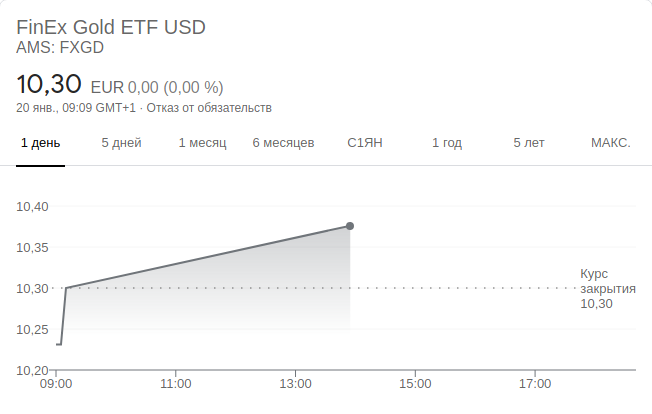 FinEx Gold ETF USD
AMS: FXGD
10,30 EUR 0,00 (0,00 %)
20 янв., 09:09 GMT+1 · Отказ от обязательств
1 день 5 дней 1 месяц 6 месяцев С1ЯН 1 год 5 лет МАКС.
10,40
10,35
10,30
10,25
10,20
Курс
закрытия
10,30
09:00 11:00 13:00 15:00 17:00